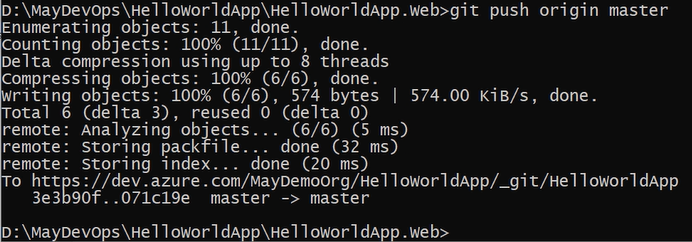 D:\MayDevOps\HelloWorldApp\HelloWorldApp.Web>git push origin master
Enumerating objects: 11, done.
Counting objects: 100% (11/11), done.
Delta compression using up to 8 threads
Compressing objects: 100% (6/6), done.
Writing objects: 100% (6/6), 574 bytes | 574.00 KiB/s, done.
Total 6 (delta 3), reused 0 (delta 0)
remote: Analyzing objects... (6/6) (5 ms)
remote: Storing packfile... done (32 ms)
remote: Storing index... done (20 ms)
To https://dev.azure.com/MayDemoOrg/HelloWorldApp/_git/HelloWorldApp
   3e3b90f..071c19e  master -> master
D:\MayDevOps\HelloWorldApp\HelloWorldApp.Web>